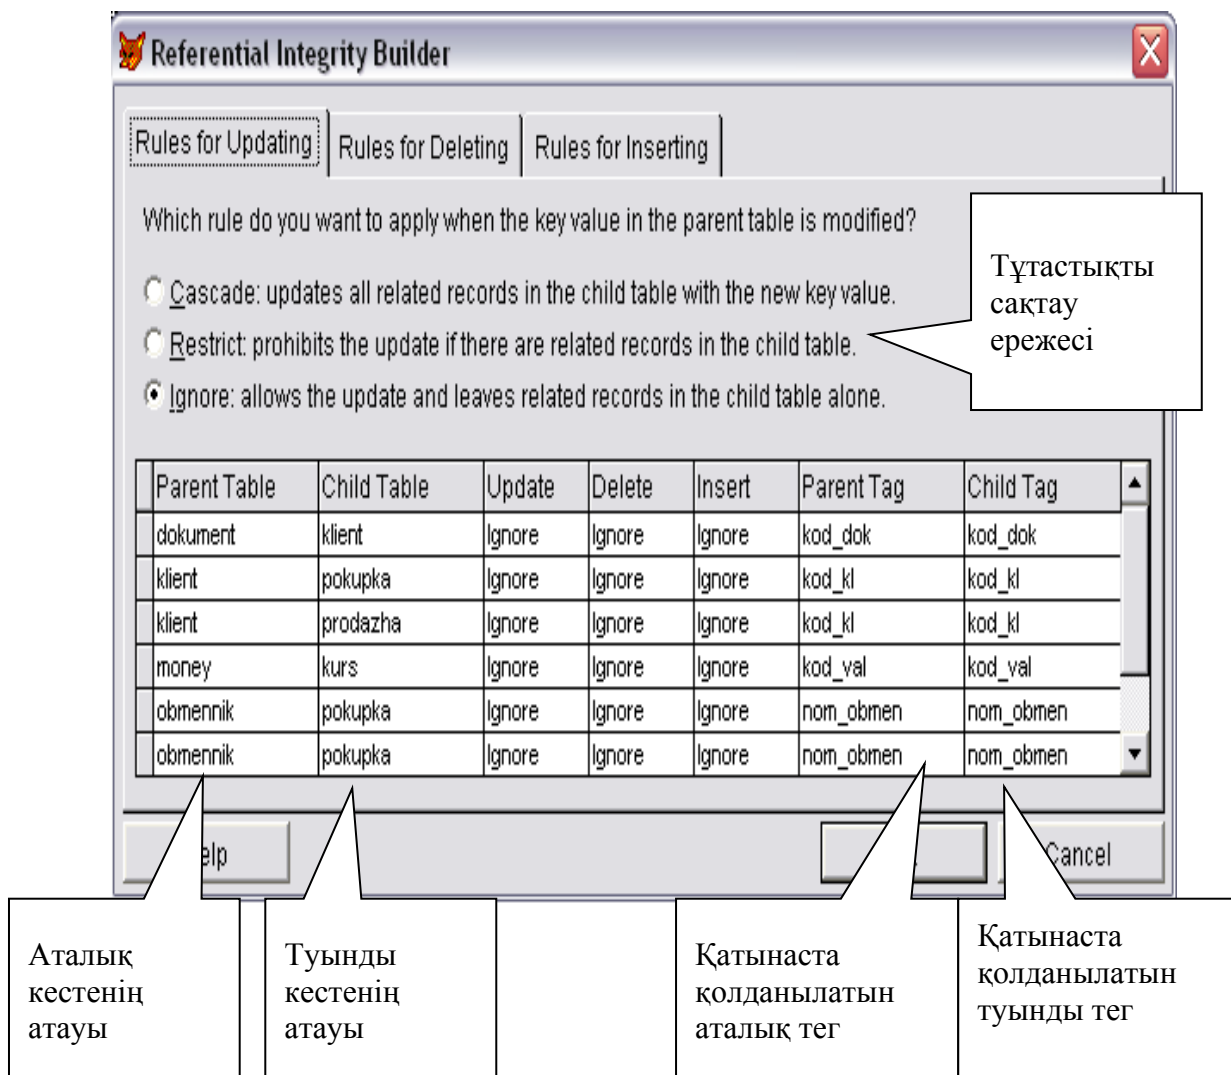 Referential Integrity Builder
Rules for Updating Rules for Deleting Rules for Inserting
Which rule do you want to apply when the key value in the parent table is modified?
Cascade: updates all related records in the child table with the new key value.
Restrict: prohibits the update if there are related records in the child table.
Ignore: allows the update and leaves related records in the child table alone.
Тұтастықты
сақтау
ережесі
Parent Table Child Table Update Delete Insert Parent Tag Child Tag
dokument klient Ignore Ignore Ignore kod_dok kod_dok
klient pokupka Ignore Ignore Ignore kod_kl kod_kl
klient prodazha Ignore Ignore Ignore kod_kl kod_kl
money kurs Ignore Ignore Ignore kod_val kod_val
obmennik pokupka Ignore Ignore Ignore nom_obmen nom_obmen
obmennik pokupka Ignore Ignore Ignore nom_obmen nom_obmen
elp Cancel
Аталық
кестенің
атауы
Туынды
кестенің
атауы
Қатынаста
қолданылатын
аталық тег
Қатынаста
қолданылатын
туынды тег